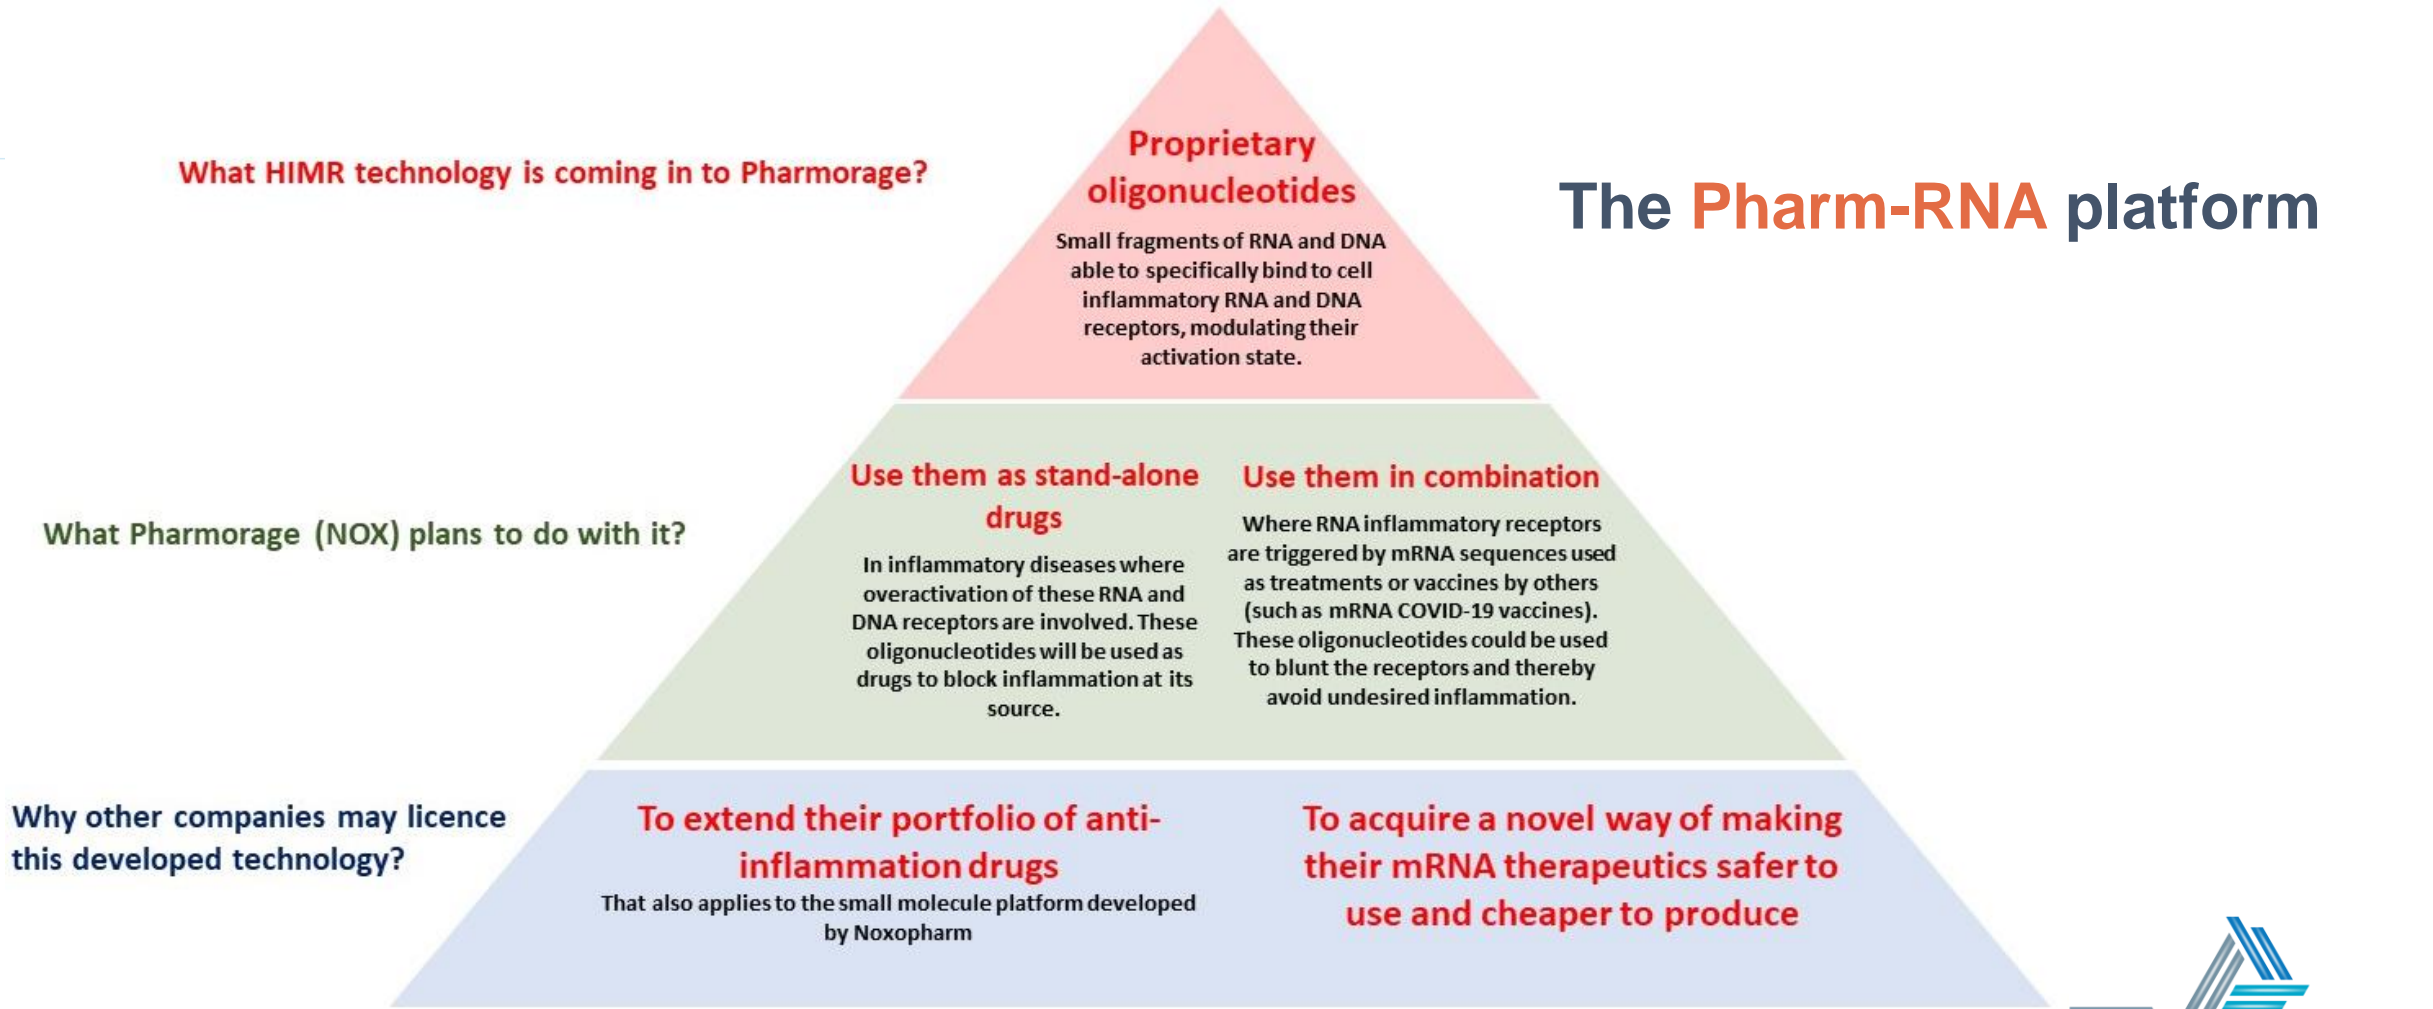 The Pharm-RNA platform
What HIMR technology is coming in to Pharmorage?
Proprietary
oligonucleotides
Small fragments of RNA and DNA
able to specifically bind to cell
inflammatory RNA and DNA
receptors, modulating their
activation state.
What Pharmorage (NOX) plans to do with it?
Use them as stand-alone
drugs
In inflammatory diseases where
overactivation of these RNA and
DNA receptors are involved. These
oligonucleotides will be used as
drugs to block inflammation at its
source.
Use them in combination
Where RNA inflammatory receptors
are triggered by mRNA sequences used
as treatments or vaccines by others
(such as mRNA COVID-19 vaccines).
These oligonucleotides could be used
to blunt the receptors and thereby
avoid undesired inflammation.
Why other companies may licence
this developed technology?
To extend their portfolio of anti-
inflammation drugs
That also applies to the small molecule platform developed
by Noxopharm
To acquire a novel way of making
their mRNA therapeutics safer to
use and cheaper to produce